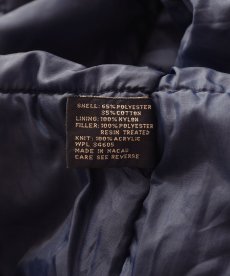 SHELL: 65% POLYESTER
35% COTTON
LINING: 100% NYLON
FILLER: 100% POLYESTER
RESIN TREATED
KNIT: 100% ACRYLIC
WPL 34605
MADE IN MACAU
CARE SEE REVERSE